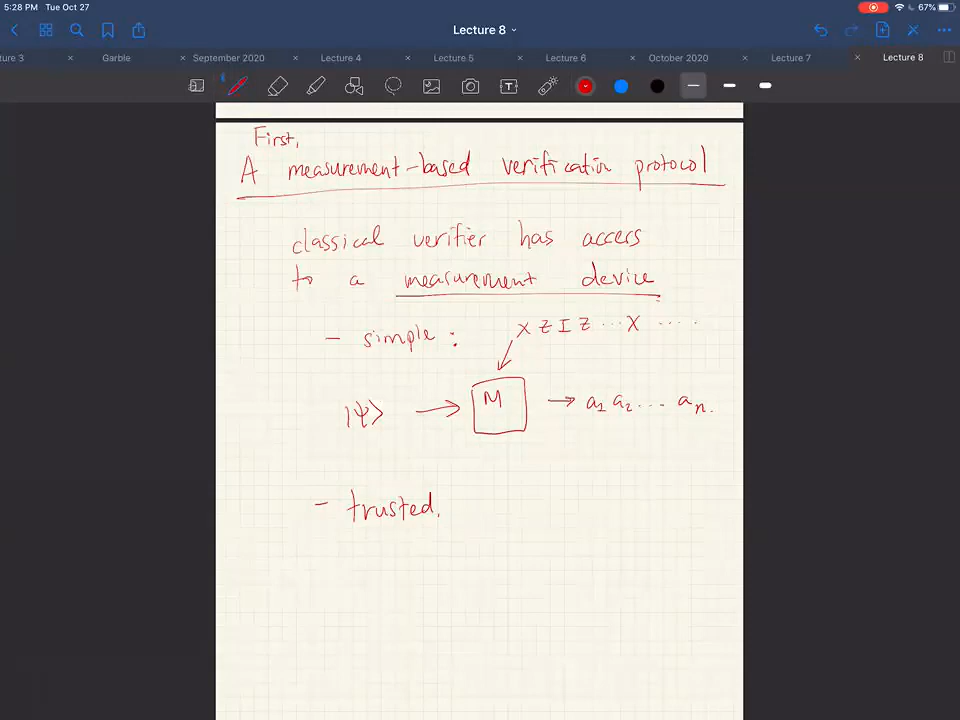 5:28 PM Tue Oct 27
67%
Lecture 8
ture 3
Garble
September 2020
Lecture 4
Lecture 5
Lecture 6
October 2020
Lecture 7
Lecture 8
First,
A measurement-based verification protocol
classical verifier has access
to a measurement device
- simple : X Z I Z ... X ....
|ψ> → M → a1 a2 ... an.
- trusted.